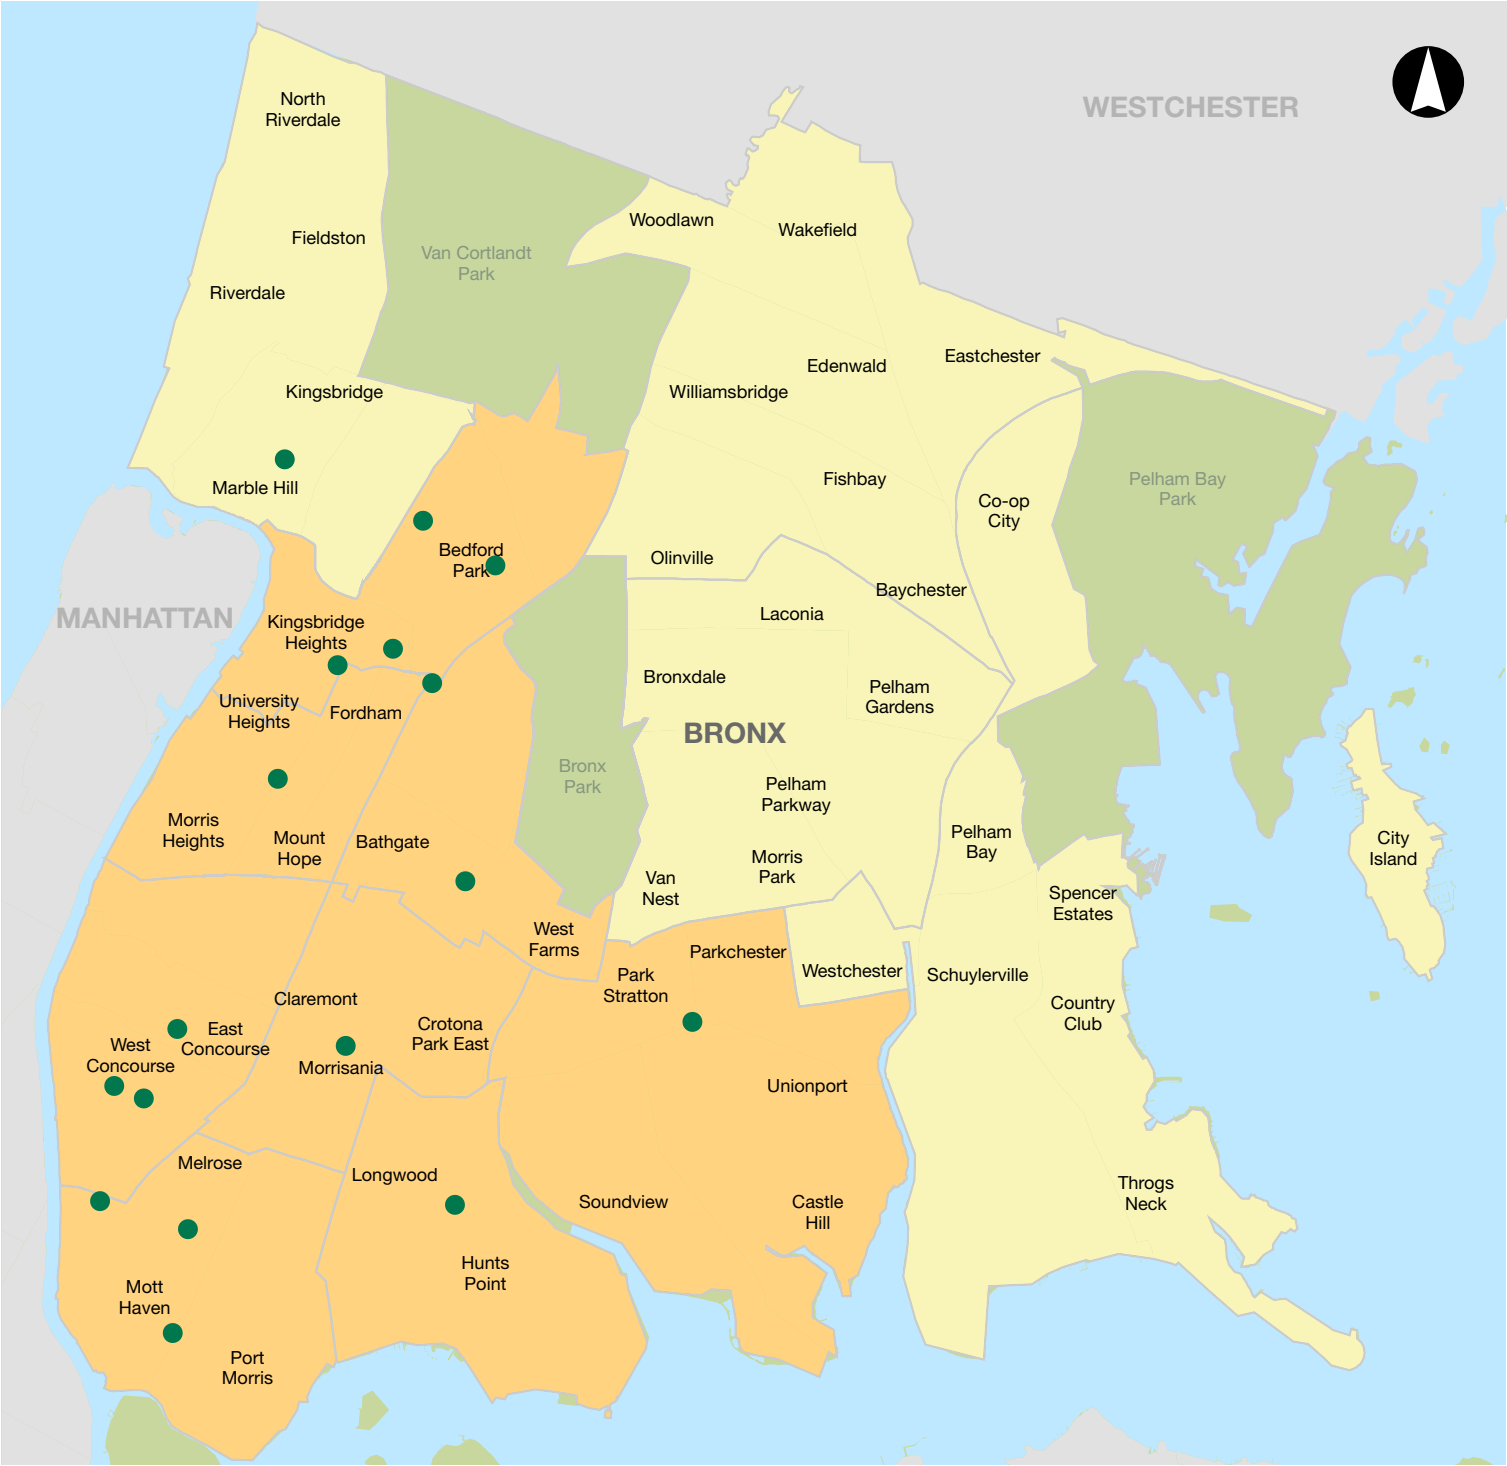 North
Riverdale
WESTCHESTER
Woodlawn
Wakefield
Fieldston
Van Cortlandt
Park
Riverdale
Eastchester
Edenwald
Kingsbridge
Williamsbridge
Fishbay
Pelham Bay
Park
Marble Hill
Co-op
City
Bedford
Park
Olinville
Baychester
MANHATTAN
Laconia
Kingsbridge
Heights
Bronxdale
Pelham
Gardens
University
Heights
Fordham
BRONX
Bronx
Park
Pelham
Parkway
Morris
Heights
Mount
Hope
Bathgate
Pelham
Bay
City
Island
Morris
Park
Van
Nest
Spencer
Estates
West
Farms
Parkchester
Park
Stratton
Westchester
Schuylerville
Claremont
Country
Club
Crotona
Park East
East
Concourse
West
Concourse
Morrisania
Unionport
Melrose
Longwood
Soundview
Castle
Hill
Throgs
Neck
Hunts
Point
Mott
Haven
Port
Morris